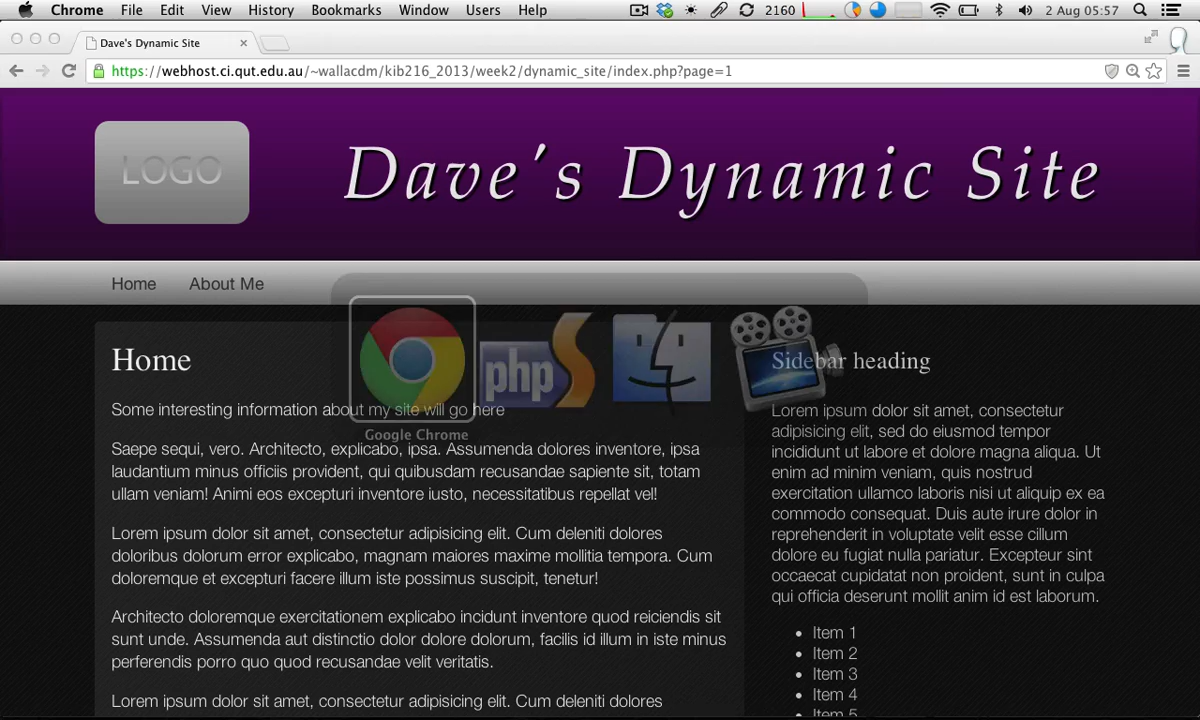 Chrome File Edit View History Bookmarks Window Users Help 2160 2 Aug 05:57
Dave's Dynamic Site
https://webhost.ci.qut.edu.au/~wallacdm/kib216_2013/week2/dynamic_site/index.php?page=1
LOGO
Dave's Dynamic Site
Home About Me
php
Google Chrome
Home
Some interesting information about my site will go here
Saepe sequi, vero. Architecto, explicabo, ipsa. Assumenda dolores inventore, ipsa
laudantium minus officiis provident, qui quibusdam recusandae sapiente sit, totam
ullam veniam! Animi eos excepturi inventore iusto, necessitatibus repellat vel!
Lorem ipsum dolor sit amet, consectetur adipisicing elit. Cum deleniti dolores
doloribus dolorum error explicabo, magnam maiores maxime mollitia tempora. Cum
doloremque et excepturi facere illum iste possimus suscipit, tenetur!
Architecto doloremque exercitationem explicabo incidunt inventore quod reiciendis sit
sunt unde. Assumenda aut distinctio dolor dolore dolorum, facilis id illum in iste minus
perferendis porro quo quod recusandae velit veritatis.
Lorem ipsum dolor sit amet, consectetur adipisicing elit. Cum deleniti dolores
Sidebar heading
Lorem ipsum dolor sit amet, consectetur
adipisicing elit, sed do eiusmod tempor
incididunt ut labore et dolore magna aliqua. Ut
enim ad minim veniam, quis nostrud
exercitation ullamco laboris nisi ut aliquip ex ea
commodo consequat. Duis aute irure dolor in
reprehenderit in voluptate velit esse cillum
dolore eu fugiat nulla pariatur. Excepteur sint
occaecat cupidatat non proident, sunt in culpa
qui officia deserunt mollit anim id est laborum.
Item 1
Item 2
Item 3
Item 4
Item 5